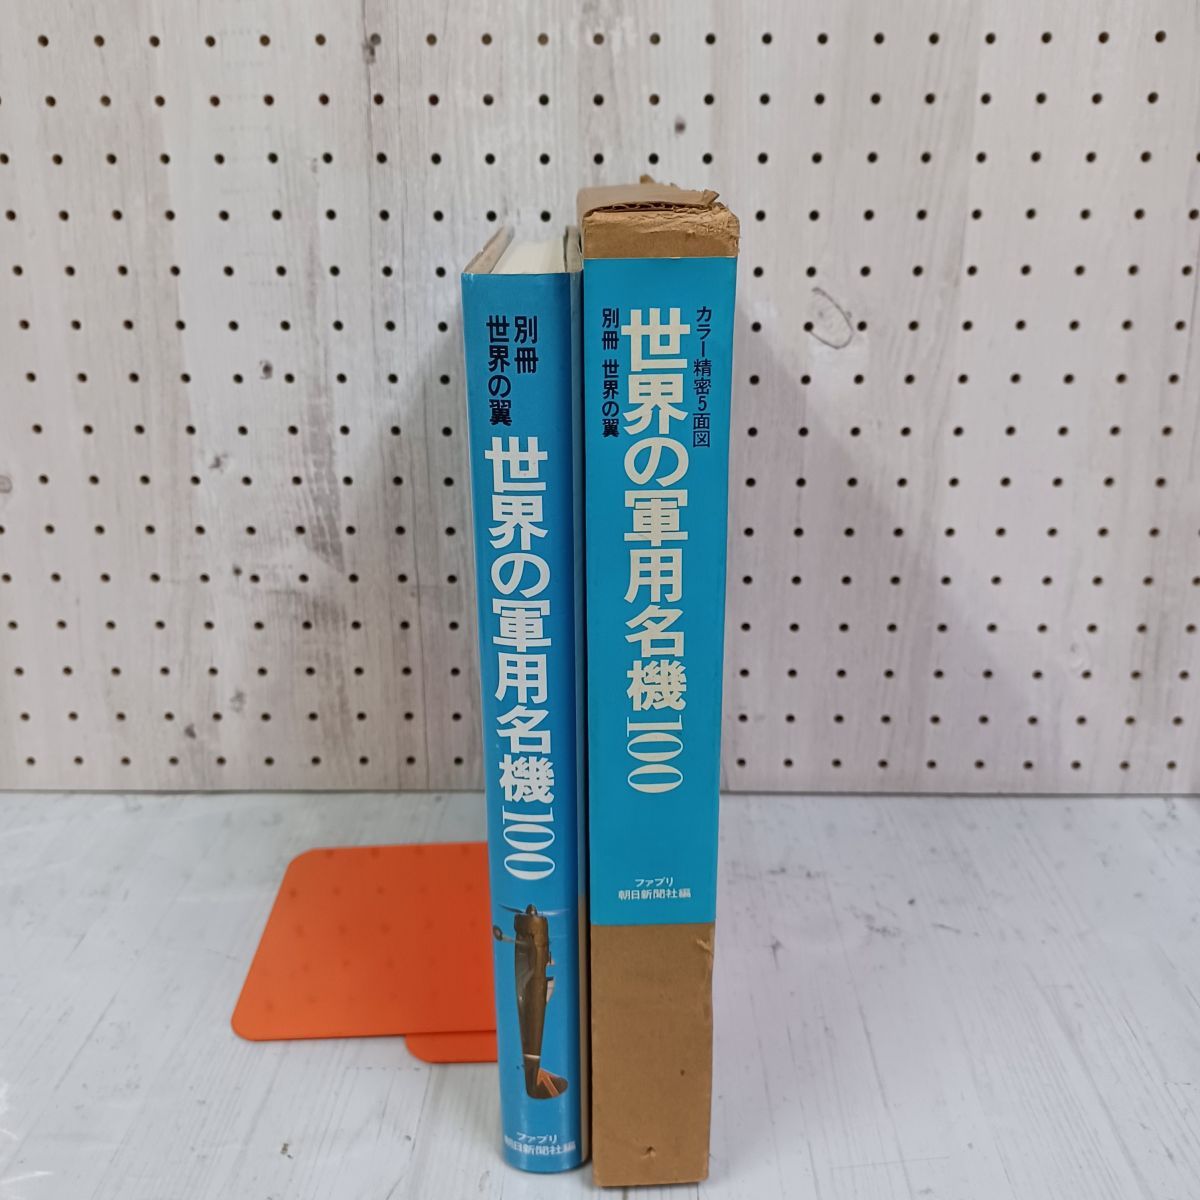 別冊
世界の翼
世界の軍用名機100
ファブリ
朝日新聞社編
カラー精密5面図
世界の軍用名機100
別冊 世界の翼
ファブリ
朝日新聞社編